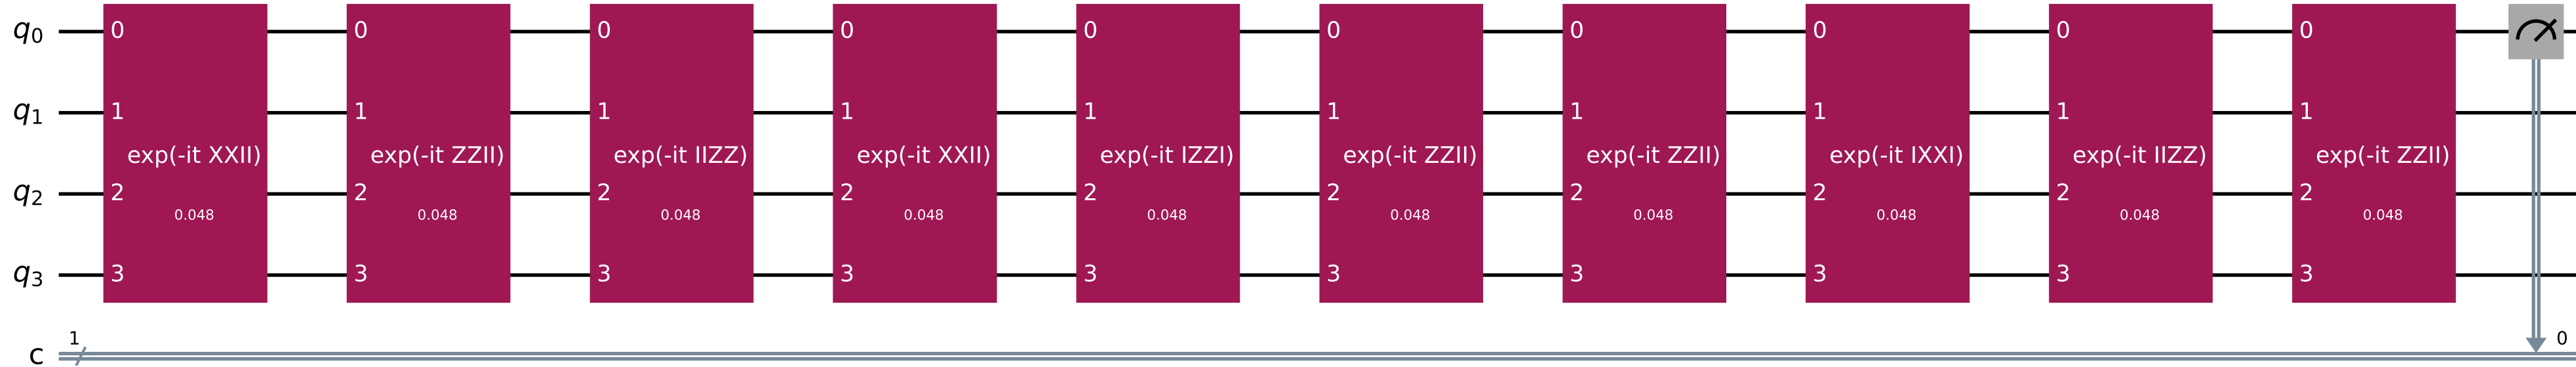 q0 0 0 0 0 0 0 0 0 0 0
q1 1 1 1 1 1 1 1 1 1 1
exp(-it XXII) exp(-it ZZII) exp(-it IIZZ) exp(-it XXII) exp(-it IZZI) exp(-it ZZII) exp(-it ZZII) exp(-it IXXI) exp(-it IIZZ) exp(-it ZZII)
q2 2 2 2 2 2 2 2 2 2 2
0.048 0.048 0.048 0.048 0.048 0.048 0.048 0.048 0.048 0.048
q3 3 3 3 3 3 3 3 3 3 3
1 0
c